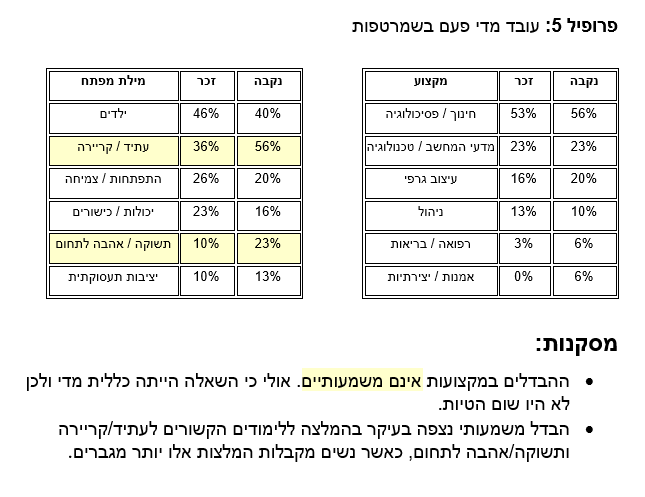 פרופיל 5: עובד מדי פעם בשמרטפות
מקצוע זכר נקבה
חינוך / פסיכולוגיה 53% 56%
מדעי המחשב / טכנולוגיה 23% 23%
עיצוב גרפי 16% 20%
ניהול 13% 10%
רפואה / בריאות 3% 6%
אמנות / יצירתיות 0% 6%
מילת מפתח זכר נקבה
ילדים 46% 40%
עתיד / קריירה 36% 56%
התפתחות / צמיחה 26% 20%
יכולות / כישורים 23% 16%
תשוקה / אהבה לתחום 10% 23%
יציבות תעסוקתית 10% 13%
מסקנות:
ההבדלים במקצועות אינם משמעותיים. אולי כי השאלה הייתה כללית מדי ולכן
לא היו שום הטיות.
הבדל משמעותי נצפה בעיקר בהמלצה ללימודים הקשורים לעתיד/קריירה
ותשוקה/אהבה לתחום, כאשר נשים מקבלות המלצות אלו יותר מגברים.